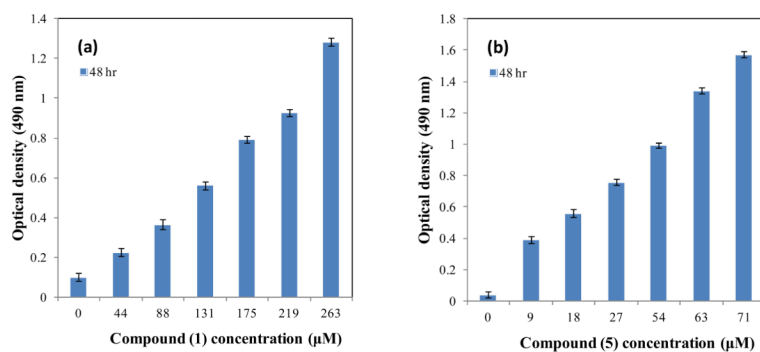 1.4
1.2
1
0.8
0.6
0.4
0.2
0
Optical density (490 nm)
(a)
48 hr
0 44 88 131 175 219 263
Compound (1) concentration (µM)
1.8
1.6
1.4
1.2
1
0.8
0.6
0.4
0.2
0
Optical density (490 nm)
(b)
48 hr
0 9 18 27 54 63 71
Compound (5) concentration (µM)